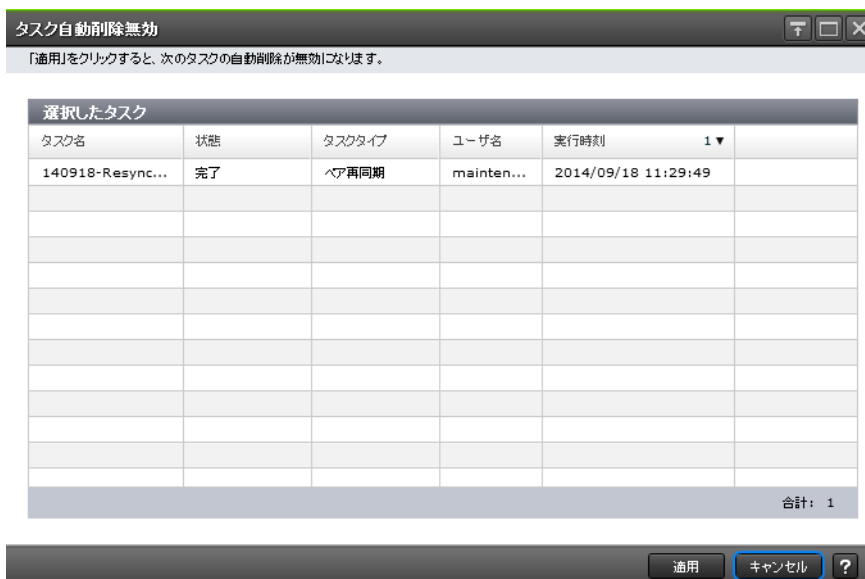 タスク自動削除無効
「適用」をクリックすると、次のタスクの自動削除が無効になります。
選択したタスク
タスク名 状態 タスクタイプ ユーザ名 実行時刻 1▼
140918-Resync... 完了 ペア再同期 mainten... 2014/09/18 11:29:49
合計: 1
適用 キャンセル ?